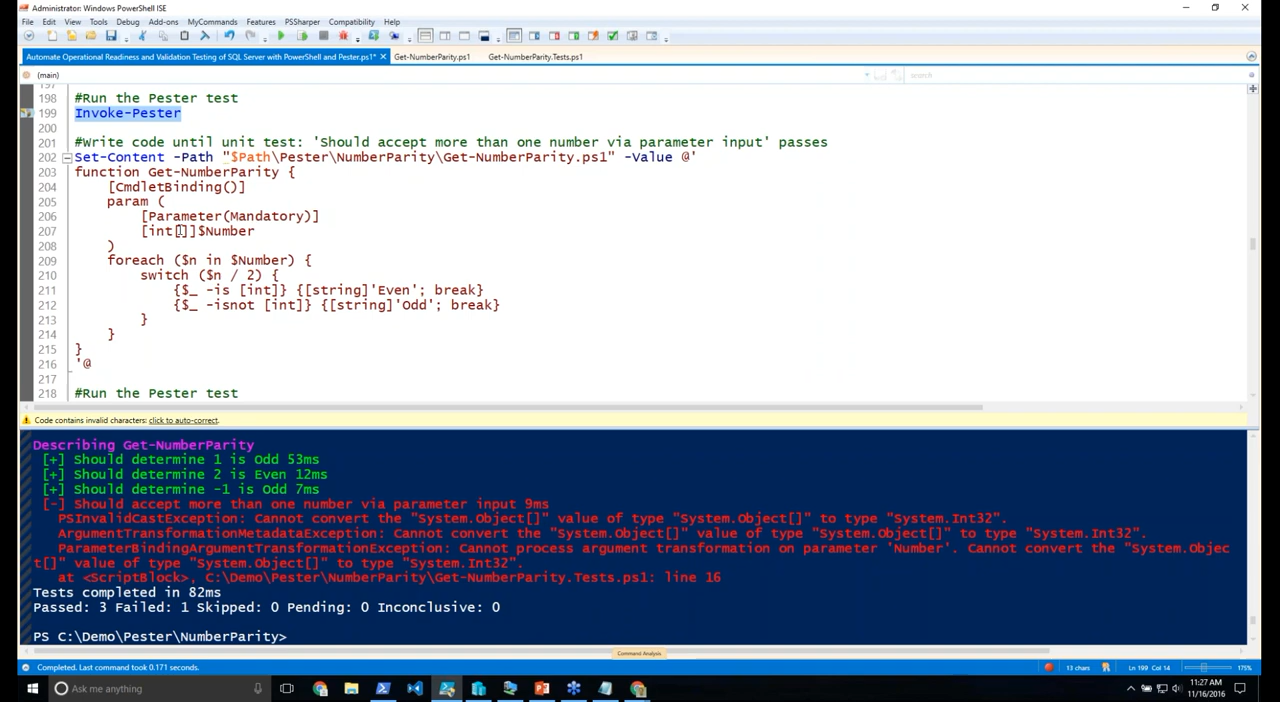 Administrator: Windows PowerShell ISE
File Edit View Tools Debug Add-ons MyCommands Features PSSharper Compatibility Help
Automate Operational Readiness and Validation Testing of SQL Server with PowerShell and Pester.ps1* Get-NumberParity.ps1 Get-NumberParity.Tests.ps1
(main) search
197
198 #Run the Pester test
199 Invoke-Pester
200
201 #Write code until unit test: 'Should accept more than one number via parameter input' passes
202 Set-Content -Path "$Path\Pester\NumberParity\Get-NumberParity.ps1" -Value @'
203 function Get-NumberParity {
204 [CmdletBinding()]
205 param (
206 [Parameter(Mandatory)]
207 [int[]]$Number
208 )
209 foreach ($n in $Number) {
210 switch ($n / 2) {
211 {$_ -is [int]} {[string]'Even'; break}
212 {$_ -isnot [int]} {[string]'Odd'; break}
213 }
214 }
215 }
216 '@
217
218 #Run the Pester test
Code contains invalid characters: click to auto-correct.
Describing Get-NumberParity
[+] Should determine 1 is Odd 53ms
[+] Should determine 2 is Even 12ms
[+] Should determine -1 is Odd 7ms
[-] Should accept more than one number via parameter input 9ms
PSInvalidCastException: Cannot convert the "System.Object[]" value of type "System.Object[]" to type "System.Int32".
ArgumentTransformationMetadataException: Cannot convert the "System.Object[]" value of type "System.Object[]" to type "System.Int32".
ParameterBindingArgumentTransformationException: Cannot process argument transformation on parameter 'Number'. Cannot convert the "System.Objec
t[]" value of type "System.Object[]" to type "System.Int32".
at <ScriptBlock>, C:\Demo\Pester\NumberParity\Get-NumberParity.Tests.ps1: line 16
Tests completed in 82ms
Passed: 3 Failed: 1 Skipped: 0 Pending: 0 Inconclusive: 0
PS C:\Demo\Pester\NumberParity>
Command Analysis
Completed. Last command took 0.171 seconds. 13 chars Ln 199 Col 14 175%
Ask me anything 11:27 AM
11/16/2016